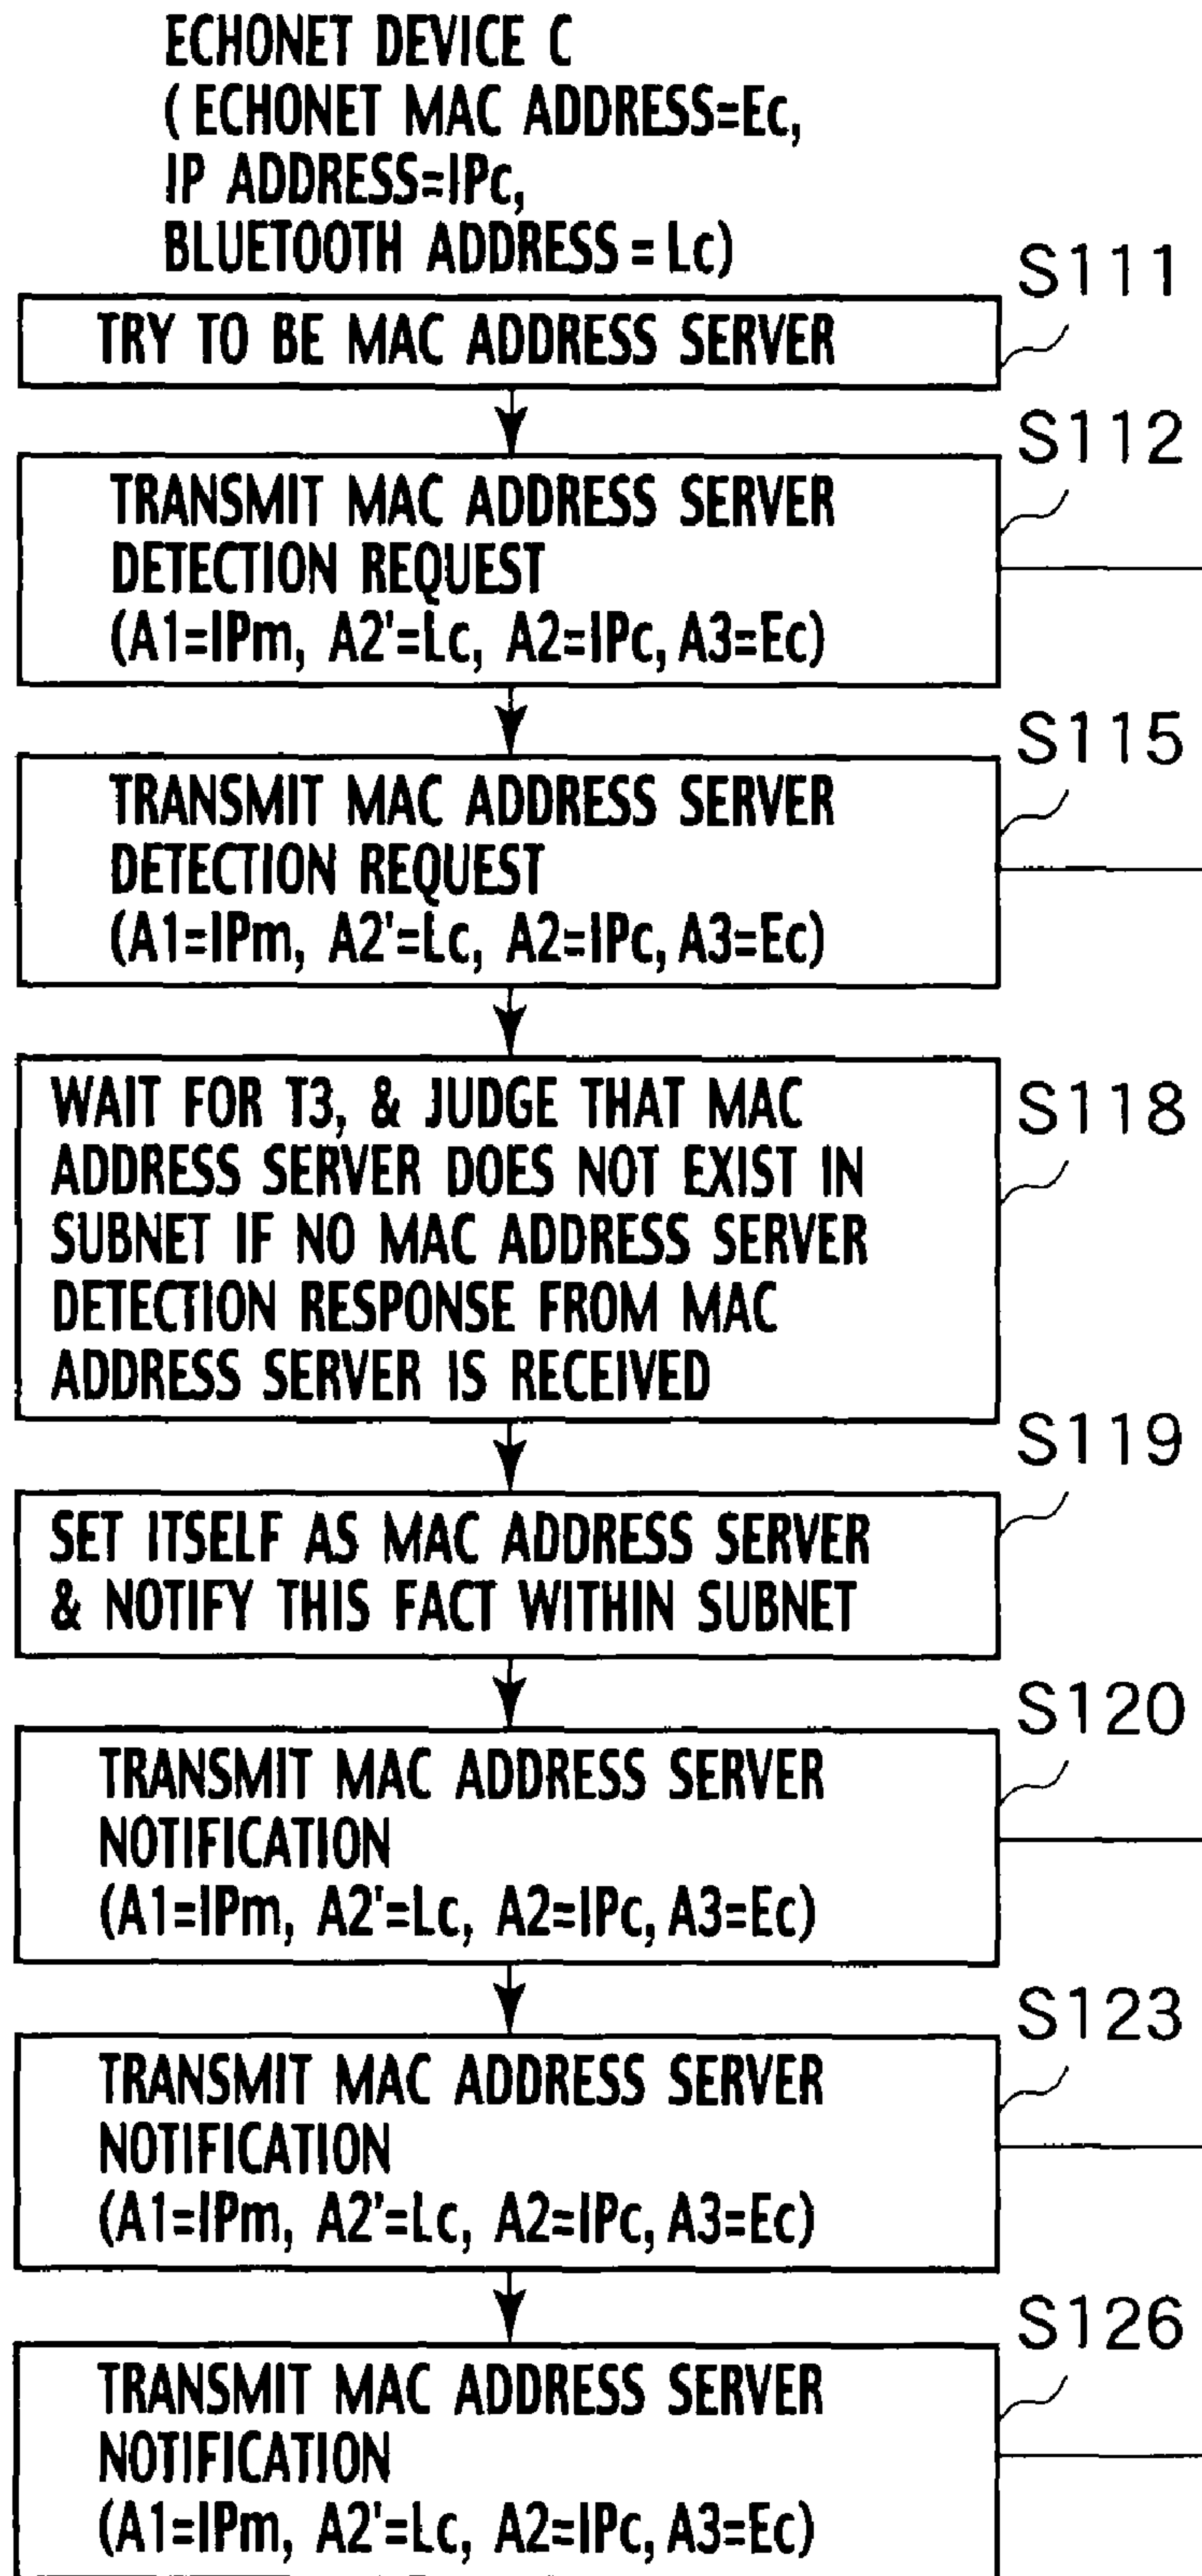 ECHONET DEVICE C
(ECHONET MAC ADDRESS=Ec,
IP ADDRESS=IPc,
BLUETOOTH ADDRESS=Lc)
S111
TRY TO BE MAC ADDRESS SERVER
S112
TRANSMIT MAC ADDRESS SERVER
DETECTION REQUEST
(A1=IPm, A2'=Lc, A2=IPc, A3=Ec)
S115
TRANSMIT MAC ADDRESS SERVER
DETECTION REQUEST
(A1=IPm, A2'=Lc, A2=IPc, A3=Ec)
S118
WAIT FOR T3, & JUDGE THAT MAC
ADDRESS SERVER DOES NOT EXIST IN
SUBNET IF NO MAC ADDRESS SERVER
DETECTION RESPONSE FROM MAC
ADDRESS SERVER IS RECEIVED
S119
SET ITSELF AS MAC ADDRESS SERVER
& NOTIFY THIS FACT WITHIN SUBNET
S120
TRANSMIT MAC ADDRESS SERVER
NOTIFICATION
(A1=IPm, A2'=Lc, A2=IPc, A3=Ec)
S123
TRANSMIT MAC ADDRESS SERVER
NOTIFICATION
(A1=IPm, A2'=Lc, A2=IPc, A3=Ec)
S126
TRANSMIT MAC ADDRESS SERVER
NOTIFICATION
(A1=IPm, A2'=Lc, A2=IPc, A3=Ec)